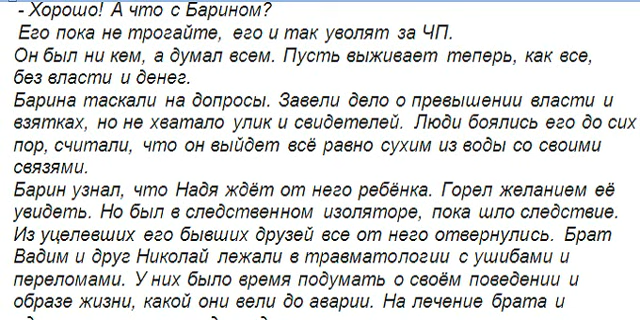 - Хорошо! А что с Барином?
Его пока не трогайте, его и так уволят за ЧП.
Он был ни кем, а думал всем. Пусть выживает теперь, как все,
без власти и денег.
Барина таскали на допросы. Завели дело о превышении власти и
взятках, но не хватало улик и свидетелей. Люди боялись его до сих
пор, считали, что он выйдет всё равно сухим из воды со своими
связями.
Барин узнал, что Надя ждёт от него ребёнка. Горел желанием её
увидеть. Но был в следственном изоляторе, пока шло следствие.
Из уцелевших его бывших друзей все от него отвернулись. Брат
Вадим и друг Николай лежали в травматологии с ушибами и
переломами. У них было время подумать о своём поведении и
образе жизни, какой они вели до аварии. На лечение брата и